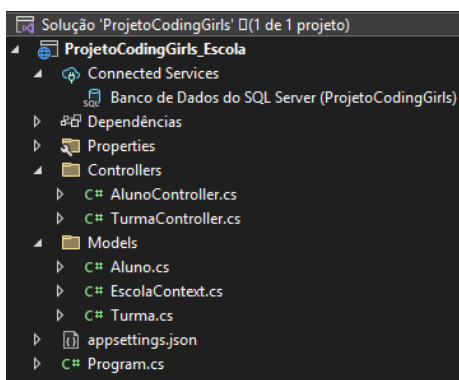 Solução 'ProjetoCodingGirls' (1 de 1 projeto)
ProjetoCodingGirls_Escola
Connected Services
SQL Banco de Dados do SQL Server (ProjetoCodingGirls)
Dependências
Properties
Controllers
C# AlunoController.cs
C# TurmaController.cs
Models
C# Aluno.cs
C# EscolaContext.cs
C# Turma.cs
appsettings.json
C# Program.cs